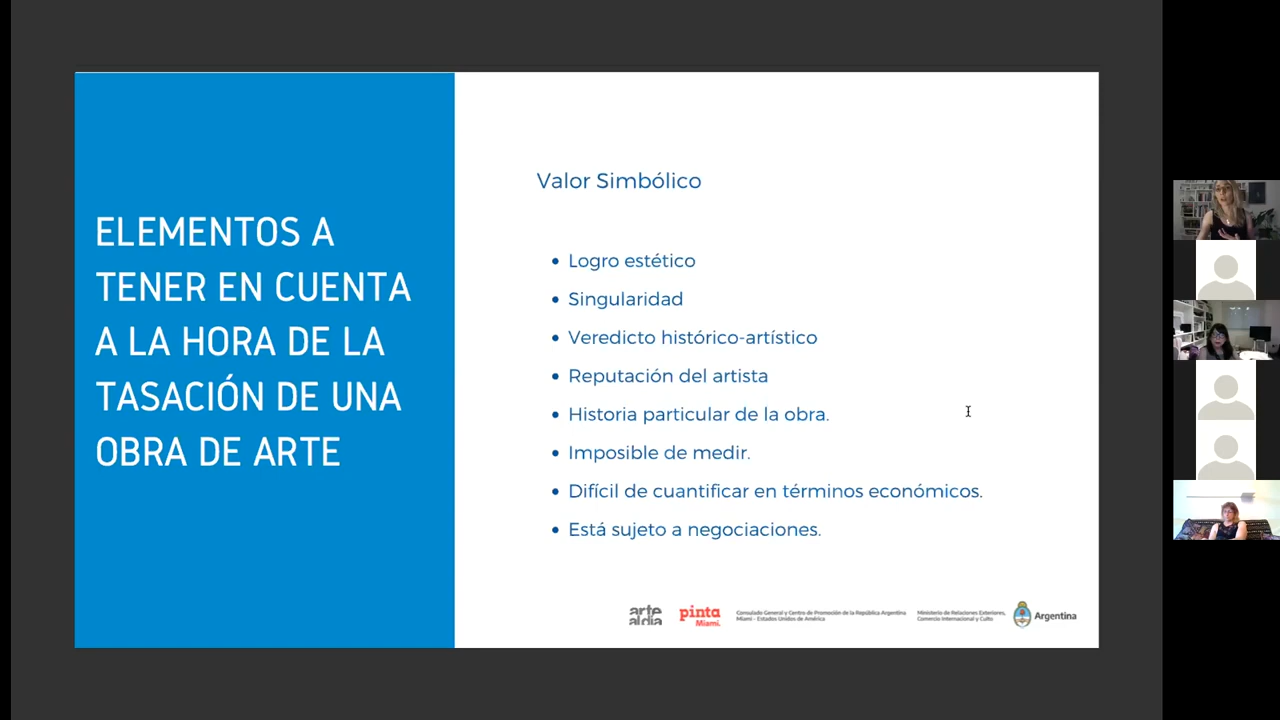 ELEMENTOS A
TENER EN CUENTA
A LA HORA DE LA
TASACIÓN DE UNA
OBRA DE ARTE
Valor Simbólico
• Logro estético
• Singularidad
• Veredicto histórico-artístico
• Reputación del artista
• Historia particular de la obra.
• Imposible de medir.
• Difícil de cuantificar en términos económicos.
• Está sujeto a negociaciones.
arte
al día
pinta
Miami.
Consulado General y Centro de Promoción de la República Argentina
Miami - Estados Unidos de América
Ministerio de Relaciones Exteriores,
Comercio Internacional y Culto
Argentina